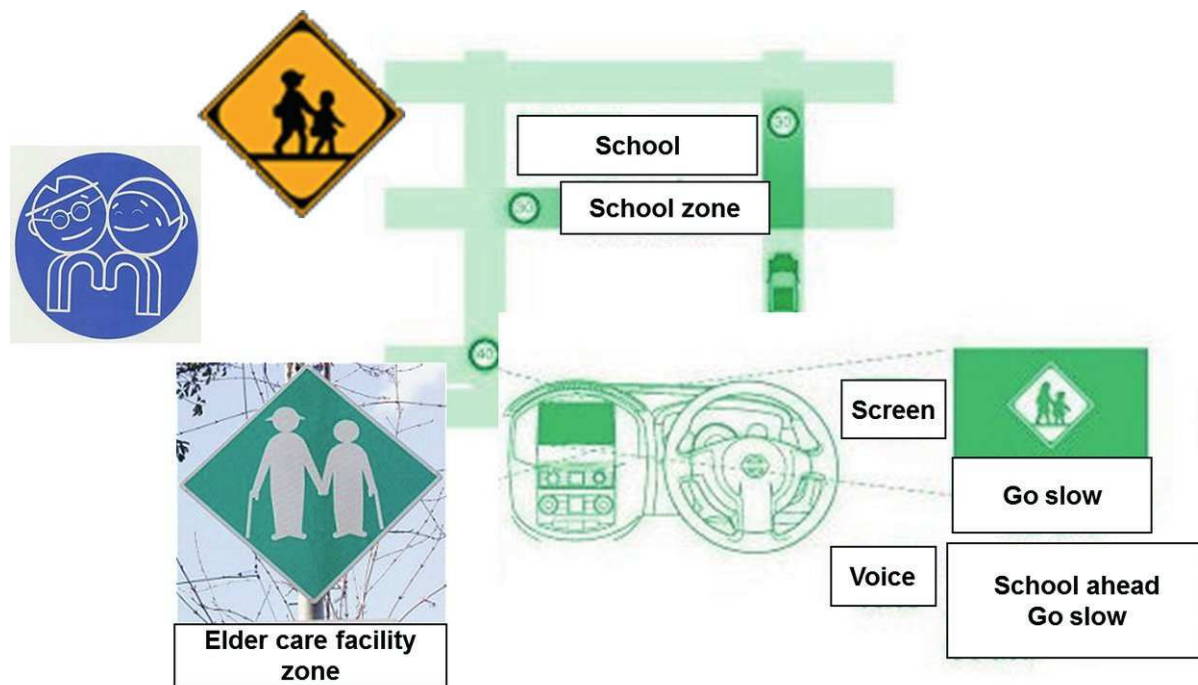 School
30
School zone
30
40
Screen
Go slow
Voice
School ahead
Go slow
Elder care facility
zone